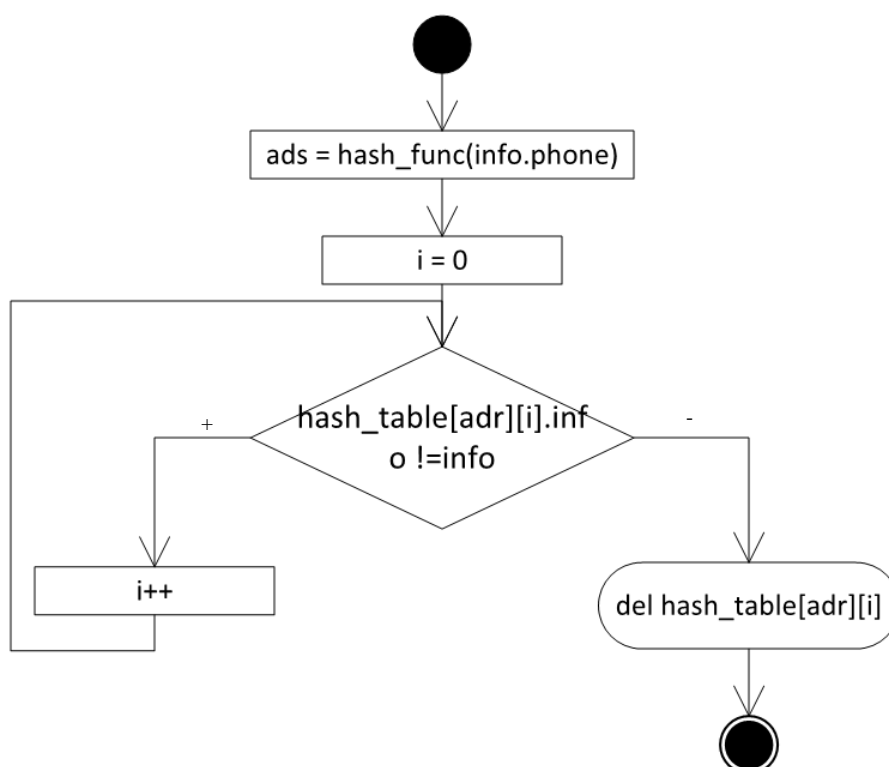 ads = hash_func(info.phone)
i = 0
hash_table[adr][i].inf
o !=info
+
-
i++
del hash_table[adr][i]